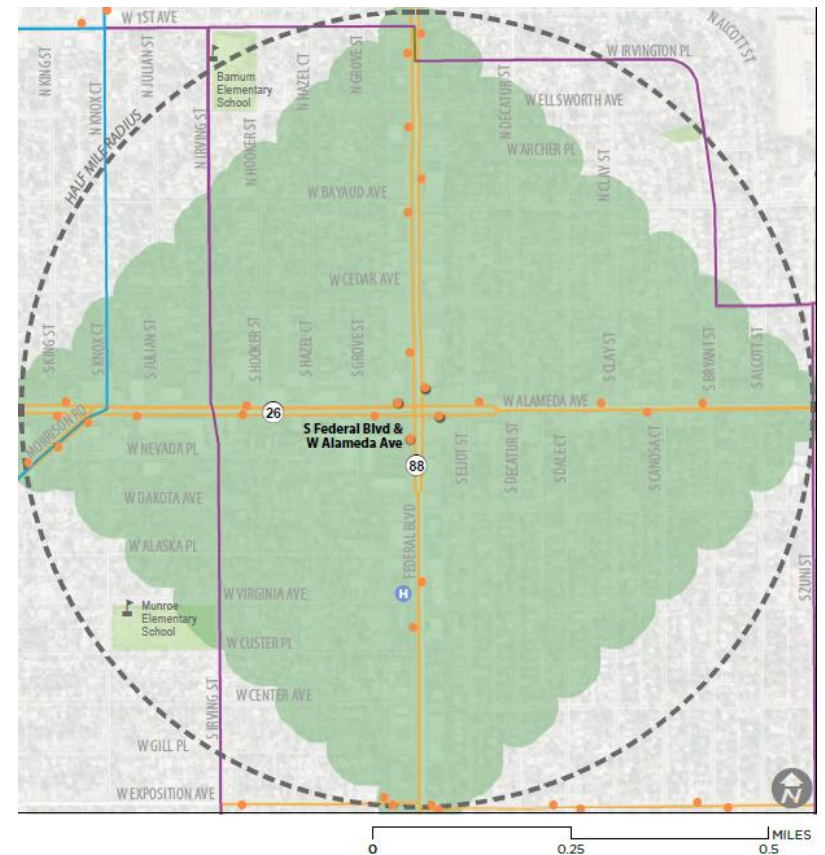 W 1ST AVE
N ALCOTT ST
W IRVINGTON PL
N KING ST
N KNOX CT
N JULIAN ST
N IRVING ST
Barnum
Elementary
School
N HOOKER ST
N HAZEL CT
N GROVE ST
N DECATUR ST
W ELLSWORTH AVE
HALF MILE RADIUS
W ARCHER PL
N CLAY ST
W BAYAUD AVE
W CEDAR AVE
S KING ST
S KNOX CT
S JULIAN ST
S HOOKER ST
S HAZEL CT
S GROVE ST
S CLAY ST
S BRYANT ST
S ALCOTT ST
W ALAMEDA AVE
26
MORRISON RD
S Federal Blvd &
W Alameda Ave
W NEVADA PL
88
S ELIOT ST
S DECATUR ST
S DALE CT
S CANOSA CT
W DAKOTA AVE
FEDERAL BLVD
W ALASKA PL
S ZUNI ST
W VIRGINIA AVE
H
Munroe
Elementary
School
W CUSTER PL
S IRVING ST
W CENTER AVE
W GILL PL
W EXPOSITION AVE
N
MILES
0
0.25
0.5